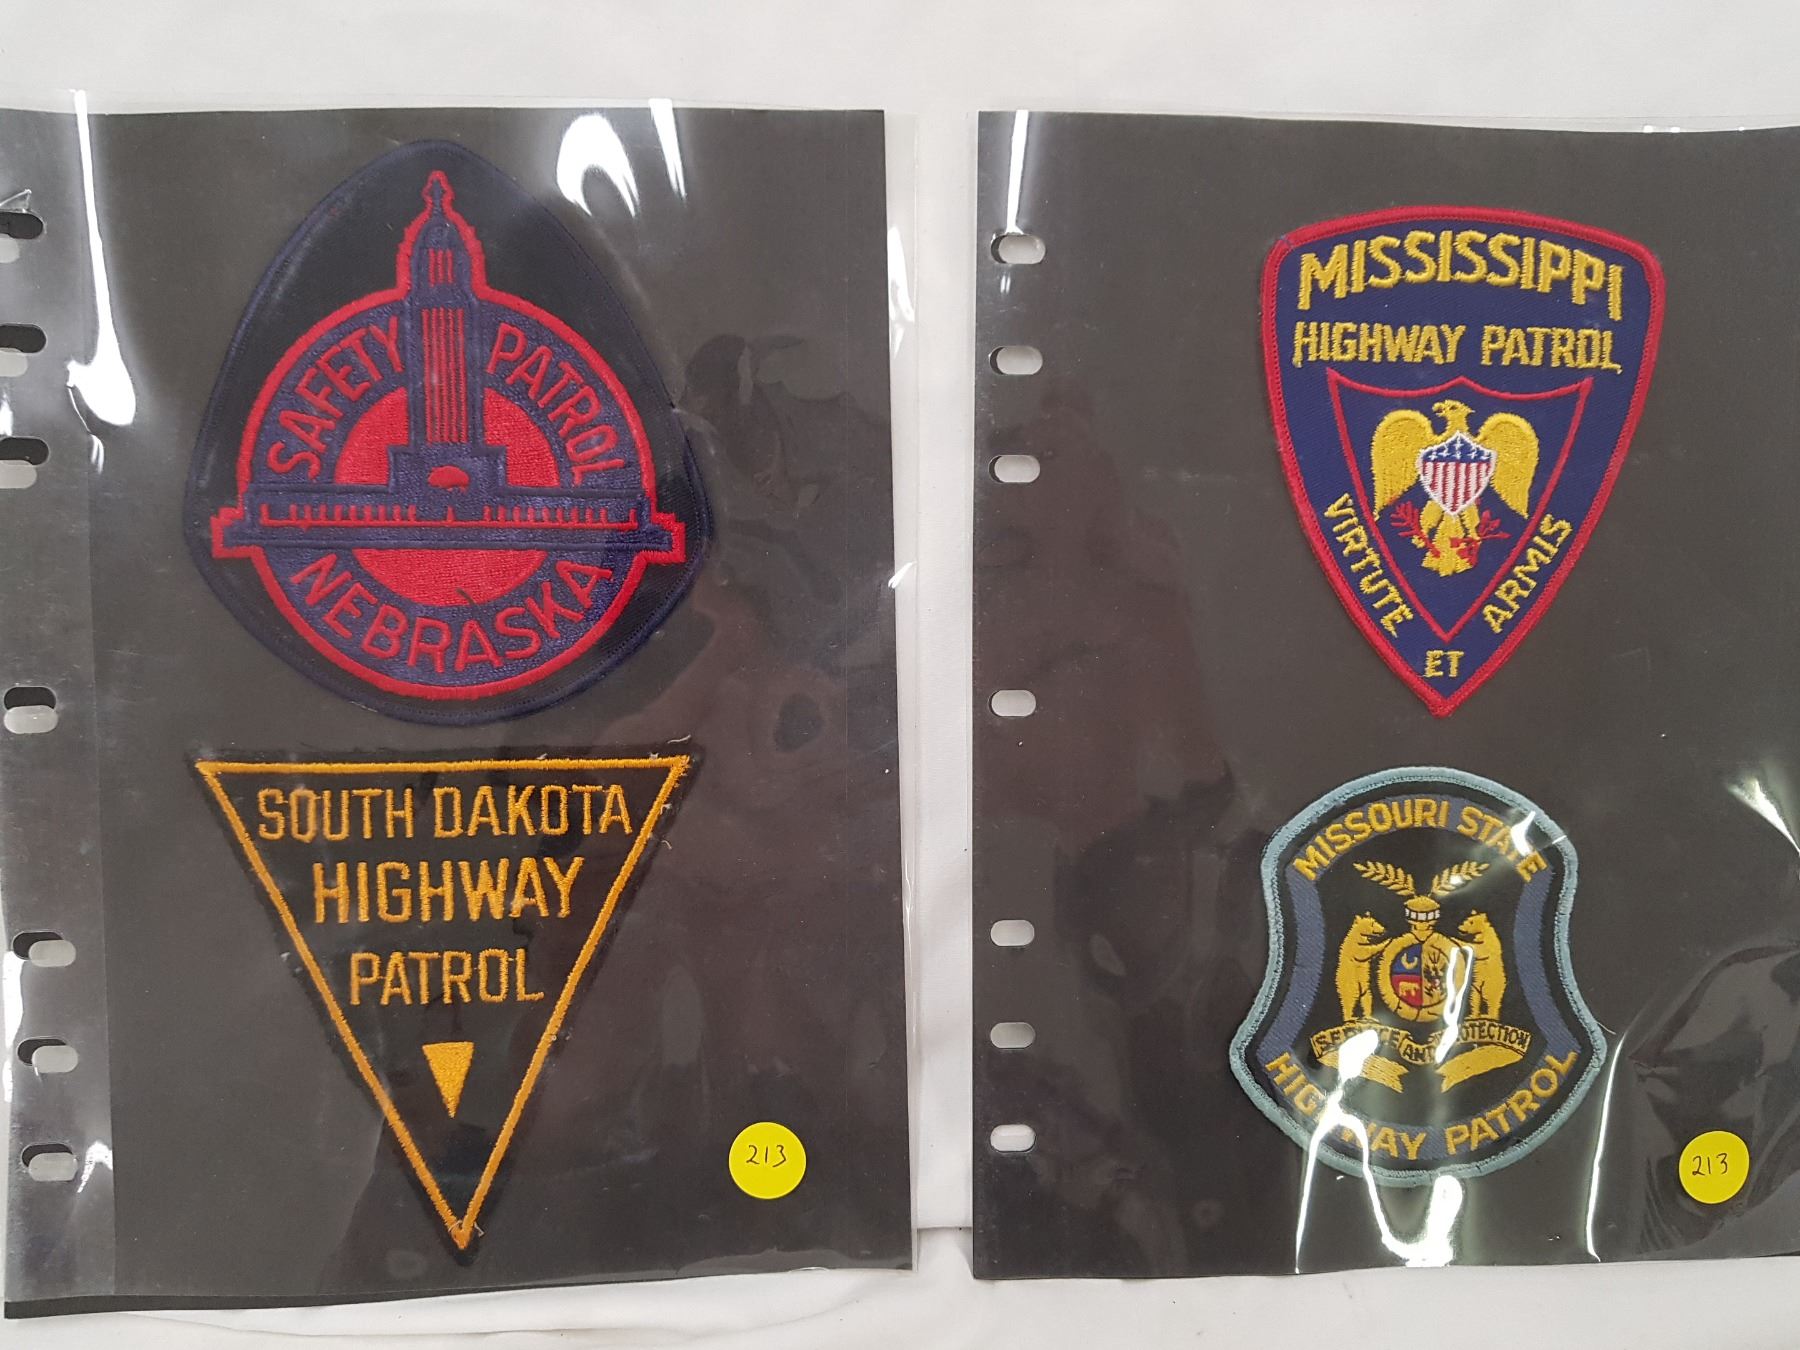 SAFETY PATROL
NEBRASKA
SOUTH DAKOTA
HIGHWAY
PATROL
213
MISSISSIPPI
HIGHWAY PATROL
VIRTUTE ET ARMIS
MISSOURI STATE
SERVICE AND PROTECTION
HIGHWAY PATROL
213